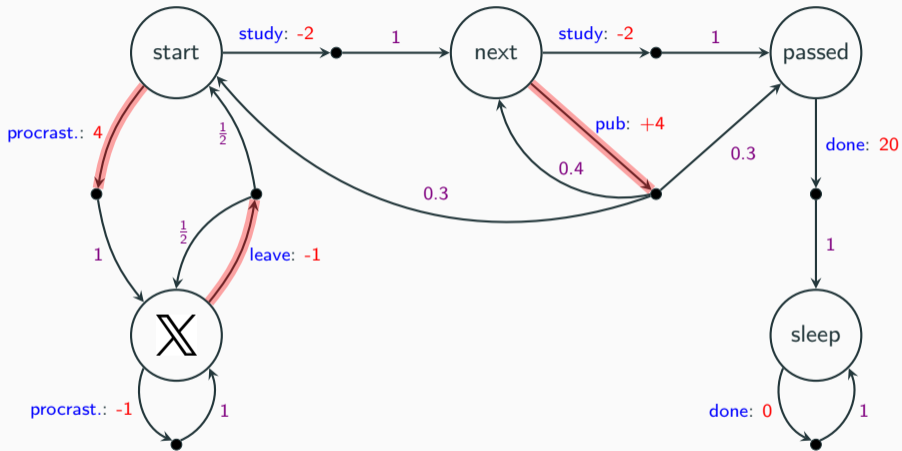 study: -2
1
study: -2
1
start
next
passed
procrast.: 4
1/2
pub: +4
0.4
0.3
done: 20
0.3
1
1/2
leave: -1
1
𝕏
sleep
procrast.: -1
1
done: 0
1